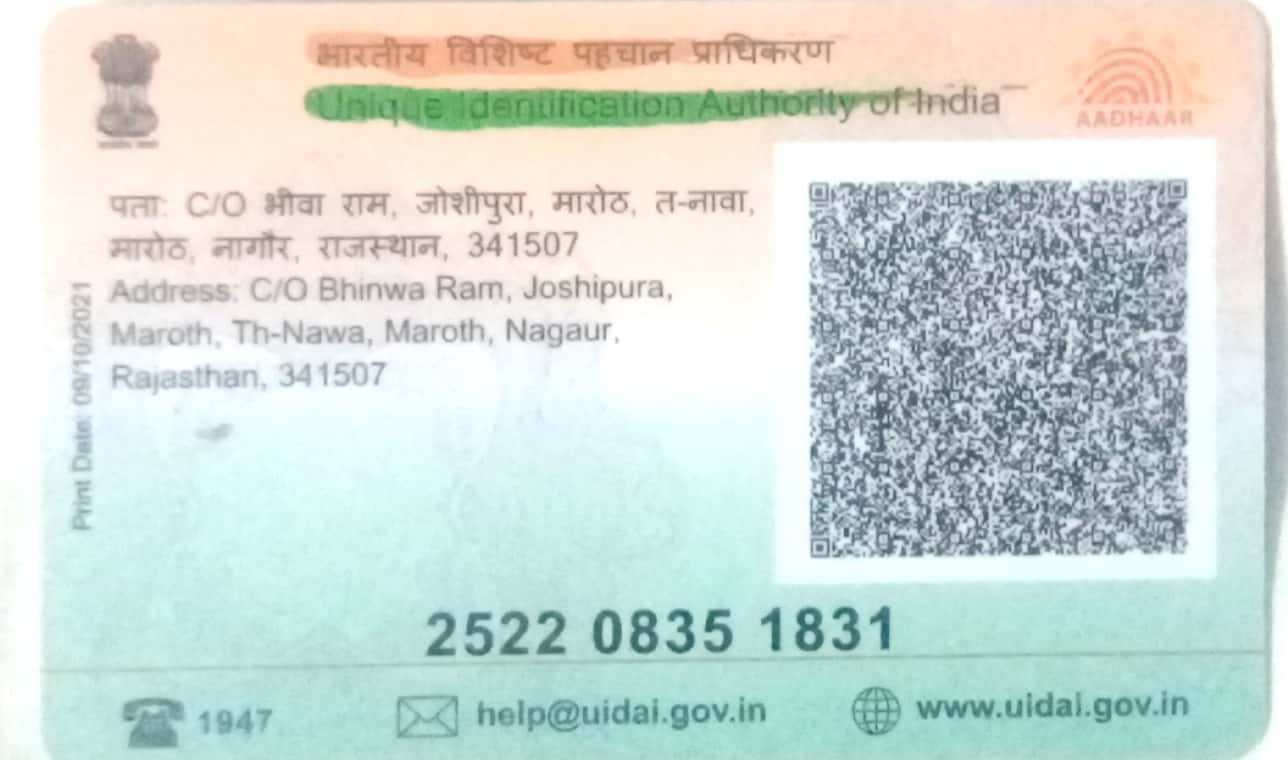 भारतीय विशिष्ट पहचान प्राधिकरण
Unique Identification Authority of India
AADHAAR
पता: C/O भीवा राम, जोशीपुरा, मारोठ, त-नावा,
मारोठ, नागौर, राजस्थान, 341507
Address: C/O Bhinwa Ram, Joshipura,
Maroth, Th-Nawa, Maroth, Nagaur,
Rajasthan, 341507
Print Date: 09/10/2021
2522 0835 1831
1947
help@uidai.gov.in
www.uidai.gov.in